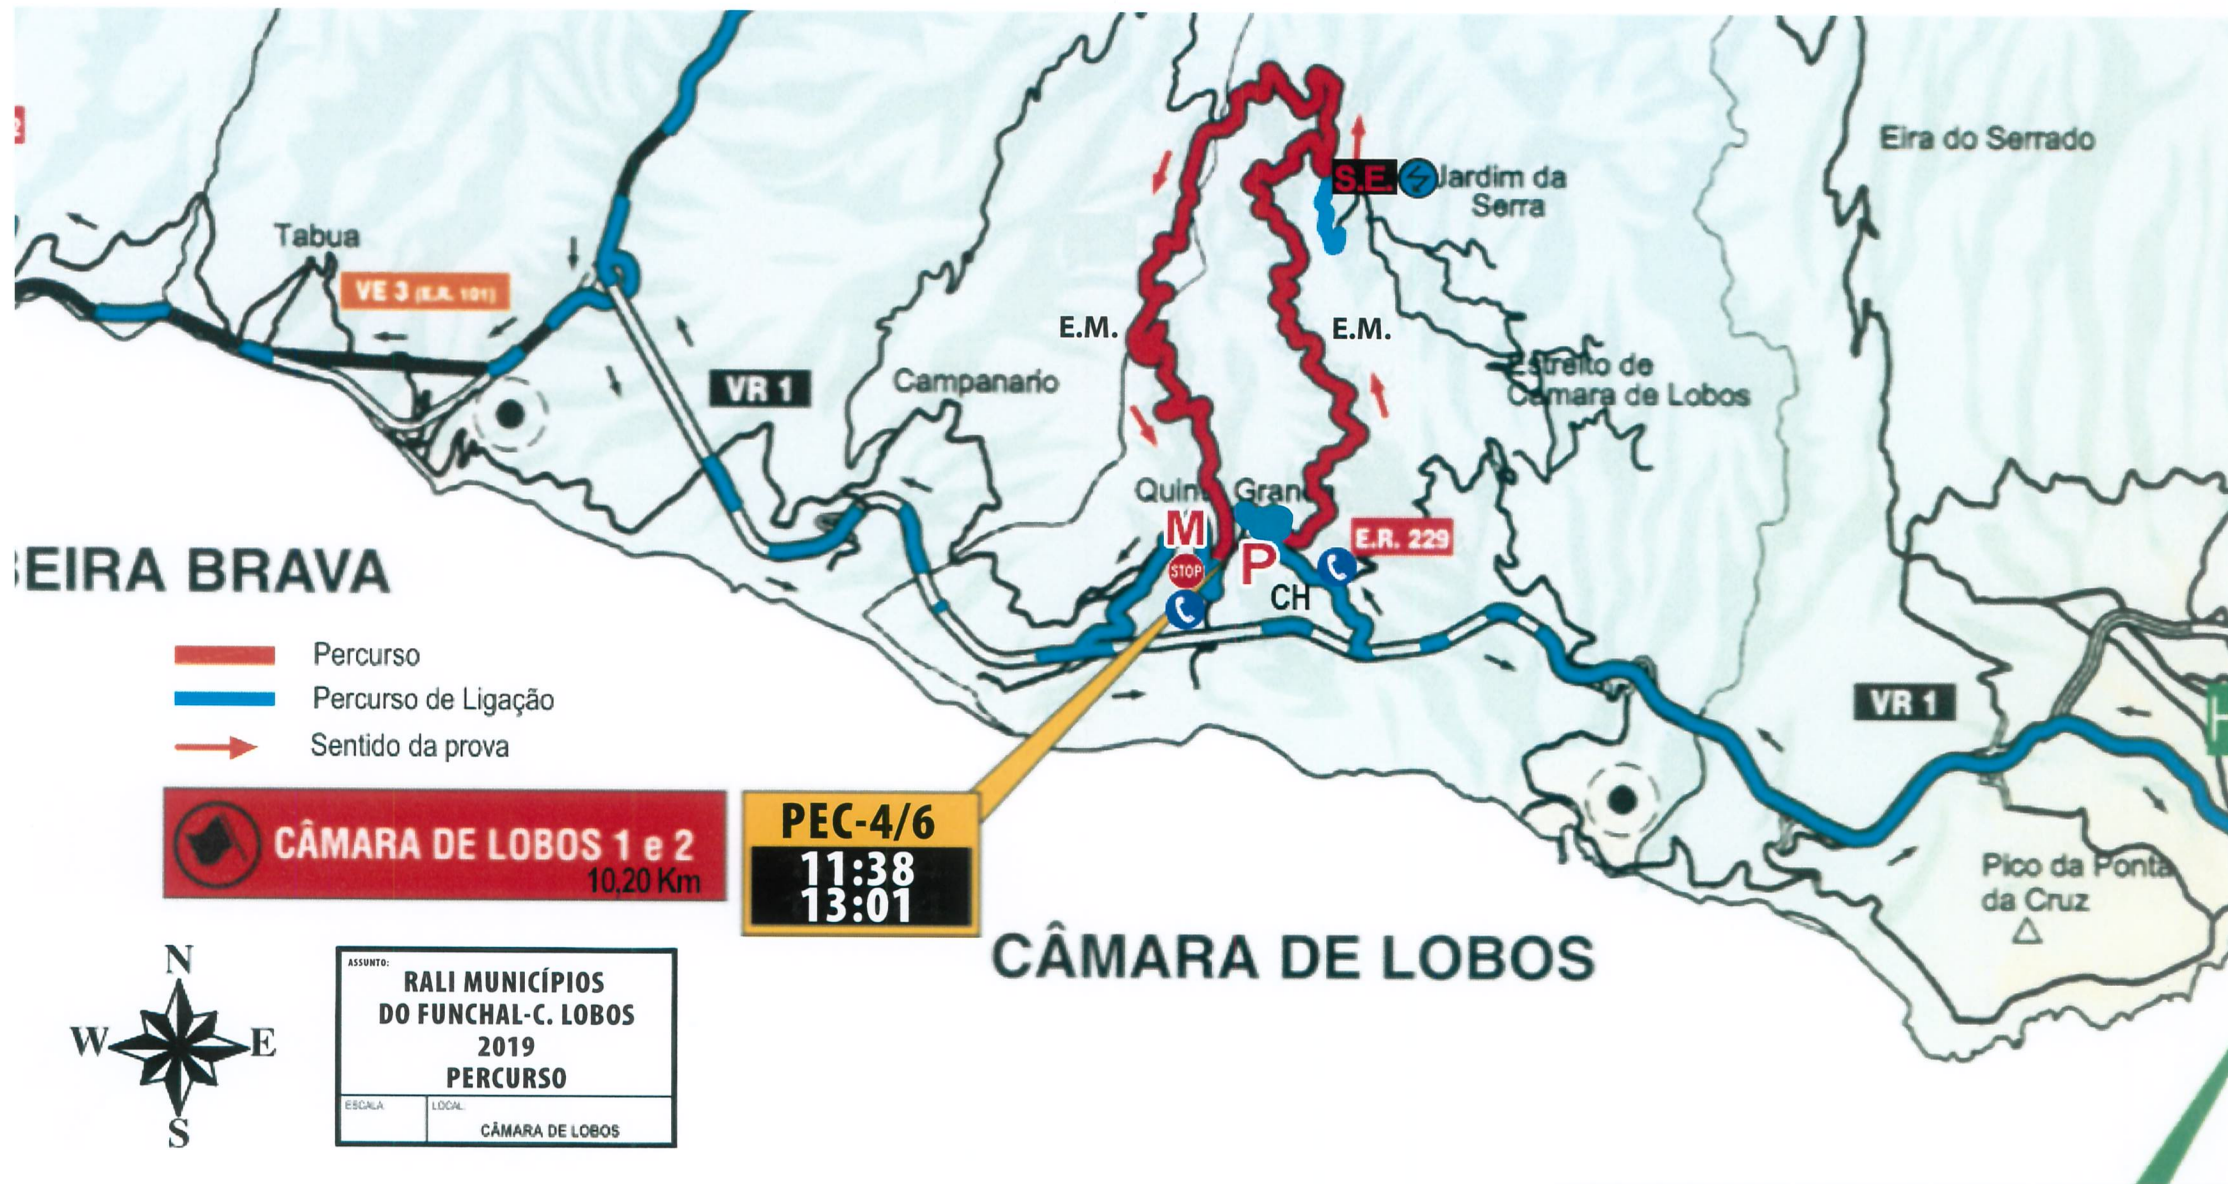 Eira do Serrado
S.E.
Jardim da
Serra
Tabua
VE 3 (E.R. 101)
E.M.
E.M.
VR 1
Campanario
Estreito de
Câmara de Lobos
Quinta Grande
M
STOP
P
E.R. 229
CH
EIRA BRAVA
Percurso
Percurso de Ligação
Sentido da prova
VR 1
CÂMARA DE LOBOS 1 e 2
10,20 Km
PEC-4/6
11:38
13:01
Pico da Ponta
da Cruz
CÂMARA DE LOBOS
N
W
E
S
ASSUNTO:
RALI MUNICÍPIOS
DO FUNCHAL-C. LOBOS
2019
PERCURSO
ESCALA
LOCAL
CÂMARA DE LOBOS